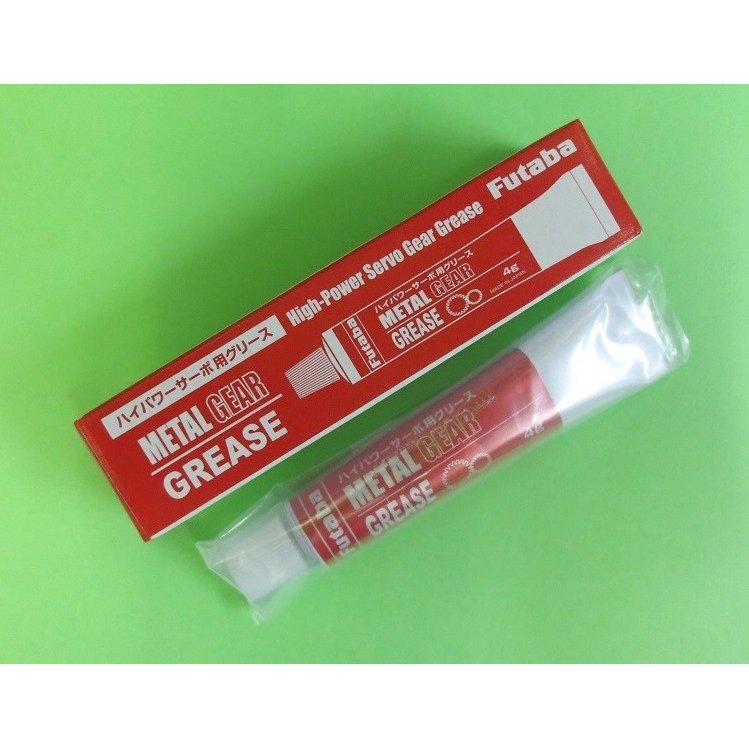 ハイパワーサーボ用グリース
METAL GEAR
GREASE
High-Power Servo Gear Grease
Futaba
Futaba
ハイパワーサーボ用グリース
METAL GEAR
GREASE
4g
MADE IN JAPAN
Futaba
ハイパワーサーボ用グリース
METAL GEAR
GREASE
4g